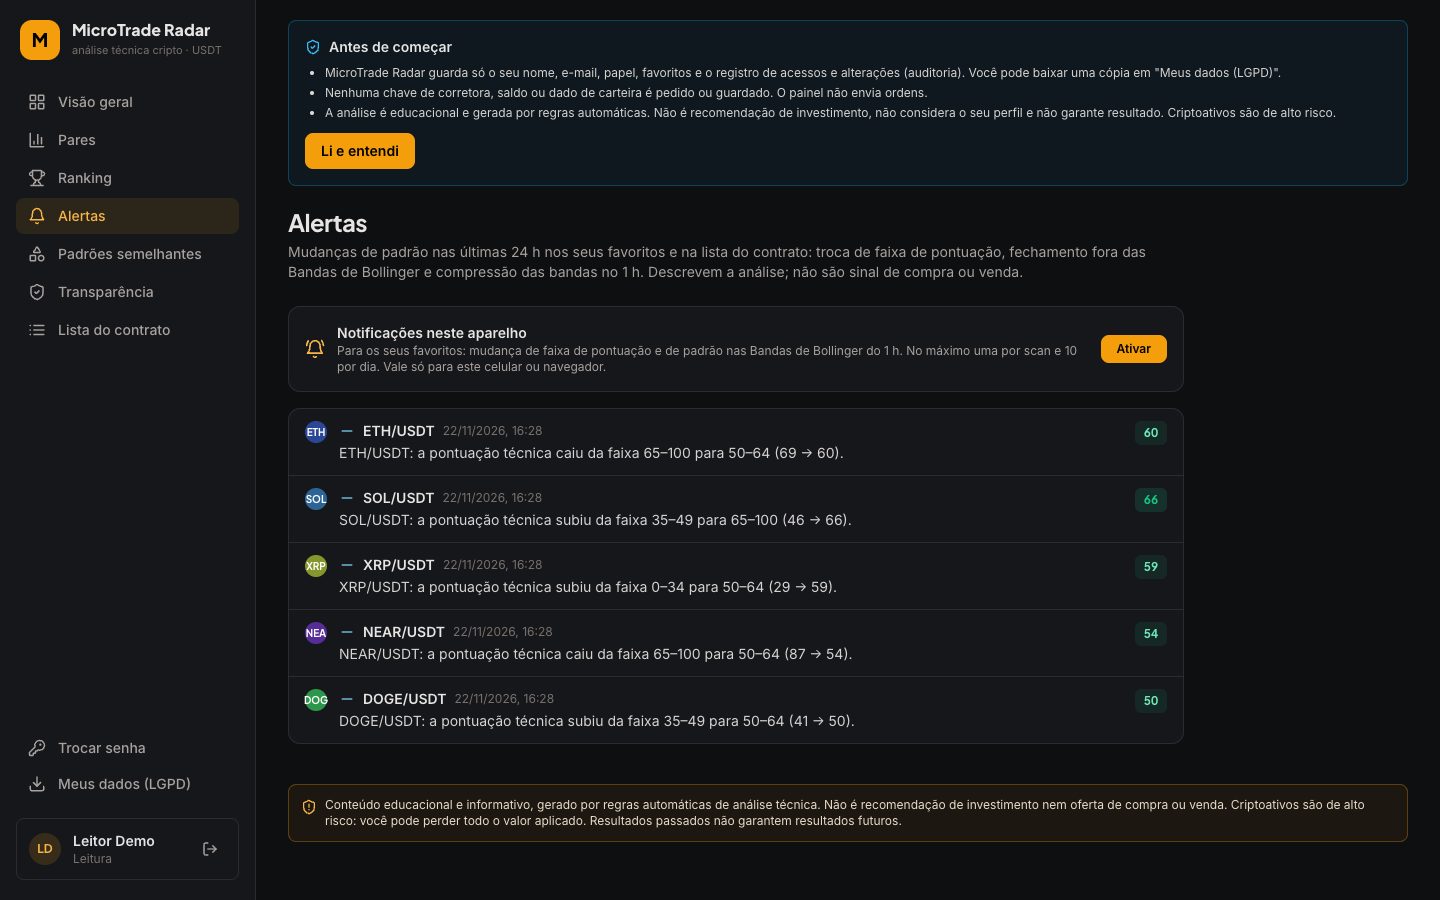 M
MicroTrade Radar
análise técnica cripto · USDT
Visão geral
Pares
Ranking
Alertas
Padrões semelhantes
Transparência
Lista do contrato
Trocar senha
Meus dados (LGPD)
LD
Leitor Demo
Leitura
Antes de começar
• MicroTrade Radar guarda só o seu nome, e-mail, papel, favoritos e o registro de acessos e alterações (auditoria). Você pode baixar uma cópia em "Meus dados (LGPD)".
• Nenhuma chave de corretora, saldo ou dado de carteira é pedido ou guardado. O painel não envia ordens.
• A análise é educacional e gerada por regras automáticas. Não é recomendação de investimento, não considera o seu perfil e não garante resultado. Criptoativos são de alto risco.
Li e entendi
Alertas
Mudanças de padrão nas últimas 24 h nos seus favoritos e na lista do contrato: troca de faixa de pontuação, fechamento fora das
Bandas de Bollinger e compressão das bandas no 1 h. Descrevem a análise; não são sinal de compra ou venda.
Notificações neste aparelho
Para os seus favoritos: mudança de faixa de pontuação e de padrão nas Bandas de Bollinger do 1 h. No máximo uma por scan e 10
por dia. Vale só para este celular ou navegador.
Ativar
ETH — ETH/USDT 22/11/2026, 16:28 60
ETH/USDT: a pontuação técnica caiu da faixa 65–100 para 50–64 (69 → 60).
SOL — SOL/USDT 22/11/2026, 16:28 66
SOL/USDT: a pontuação técnica subiu da faixa 35–49 para 65–100 (46 → 66).
XRP — XRP/USDT 22/11/2026, 16:28 59
XRP/USDT: a pontuação técnica subiu da faixa 0–34 para 50–64 (29 → 59).
NEA — NEAR/USDT 22/11/2026, 16:28 54
NEAR/USDT: a pontuação técnica caiu da faixa 65–100 para 50–64 (87 → 54).
DOG — DOGE/USDT 22/11/2026, 16:28 50
DOGE/USDT: a pontuação técnica subiu da faixa 35–49 para 50–64 (41 → 50).
Conteúdo educacional e informativo, gerado por regras automáticas de análise técnica. Não é recomendação de investimento nem oferta de compra ou venda. Criptoativos são de alto
risco: você pode perder todo o valor aplicado. Resultados passados não garantem resultados futuros.